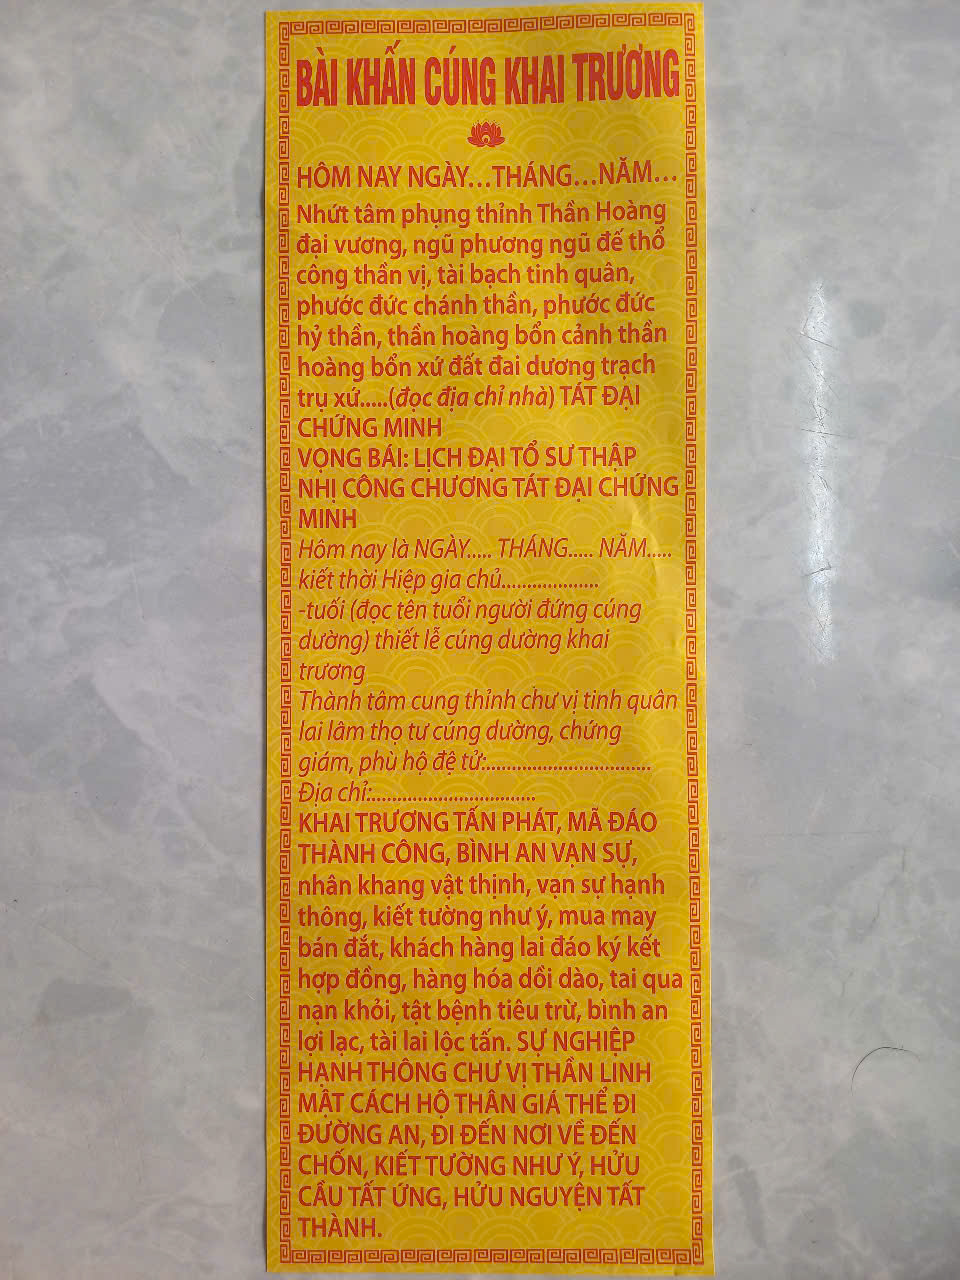 BÀI KHẤN CÚNG KHAI TRƯƠNG
HÔM NAY NGÀY...THÁNG...NĂM...
Nhứt tâm phụng thỉnh Thần Hoàng
đại vương, ngũ phương ngũ đế thổ
công thần vị, tài bạch tinh quân,
phước đức chánh thần, phước đức
hỷ thần, thần hoàng bổn cảnh thần
hoàng bổn xứ đất đai dương trạch
trụ xứ.....(đọc địa chỉ nhà) TÁT ĐẠI
CHỨNG MINH
VỌNG BÁI: LỊCH ĐẠI TỔ SƯ THẬP
NHỊ CÔNG CHƯƠNG TÁT ĐẠI CHỨNG
MINH
Hôm nay là NGÀY..... THÁNG..... NĂM.....
kiết thời Hiệp gia chủ...................
-tuổi (đọc tên tuổi người đứng cúng
dường) thiết lễ cúng dường khai
trương
Thành tâm cung thỉnh chư vị tinh quân
lai lâm thọ tư cúng dường, chứng
giám, phù hộ đệ tử:................................
Địa chỉ:................................
KHAI TRƯƠNG TẤN PHÁT, MÃ ĐÁO
THÀNH CÔNG, BÌNH AN VẠN SỰ,
nhân khang vật thịnh, vạn sự hạnh
thông, kiết tường như ý, mua may
bán đắt, khách hàng lai đáo ký kết
hợp đồng, hàng hóa dồi dào, tai qua
nạn khỏi, tật bệnh tiêu trừ, bình an
lợi lạc, tài lai lộc tấn. SỰ NGHIỆP
HẠNH THÔNG CHƯ VỊ THẦN LINH
MẬT CÁCH HỘ THÂN GIÁ THỂ ĐI
ĐƯỜNG AN, ĐI ĐẾN NƠI VỀ ĐẾN
CHỐN, KIẾT TƯỜNG NHƯ Ý, HỬU
CẦU TẤT ỨNG, HỬU NGUYỆN TẤT
THÀNH.